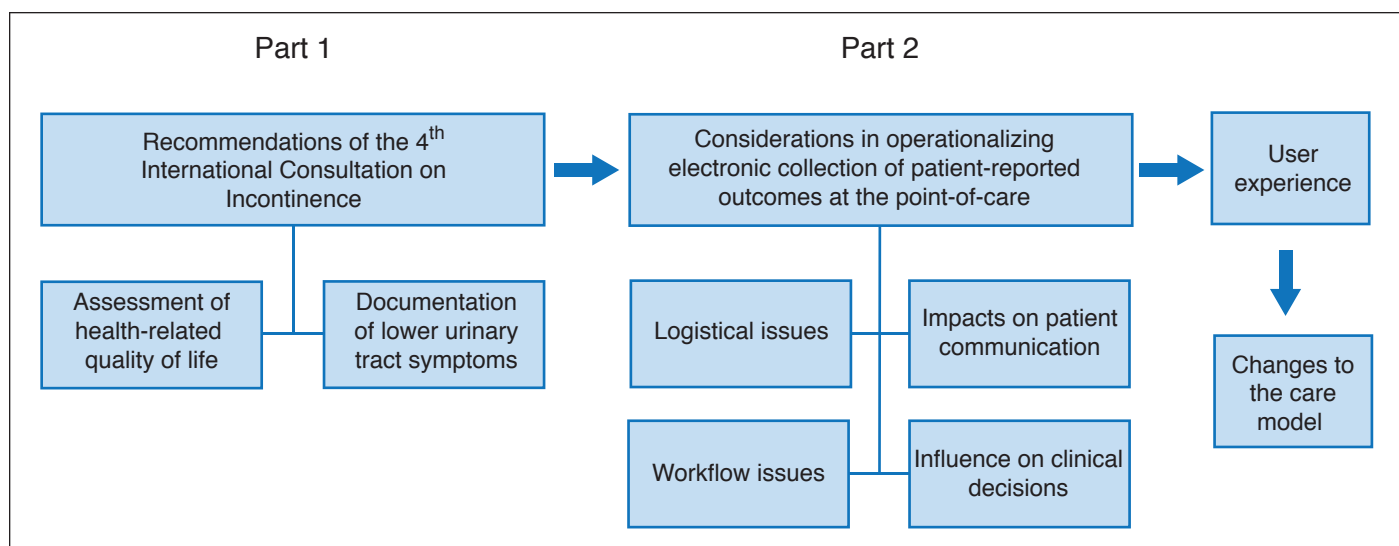 Part 1
Part 2
Recommendations of the 4th
International Consultation on
Incontinence
Considerations in operationalizing
electronic collection of patient-reported
outcomes at the point-of-care
User
experience
Assessment of
health-related
quality of life
Documentation
of lower urinary
tract symptoms
Logistical issues
Impacts on patient
communication
Changes to
the care
model
Workflow issues
Influence on clinical
decisions